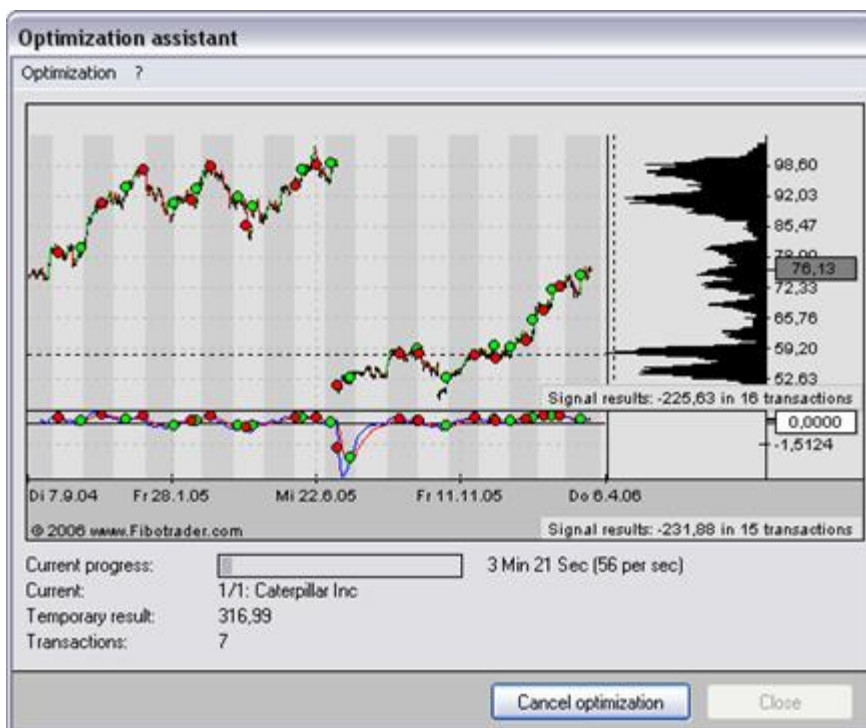 Optimization assistant
Optimization ?
98,60
92,03
85,47
79,00
76,13
72,33
65,76
59,20
52,63
Signal results: -225,63 in 16 transactions
0,0000
-1,5124
Di 7.9.04 Fr 28.1.05 Mi 22.6.05 Fr 11.11.05 Do 6.4.06
© 2006 www.Fibotrader.com Signal results: -231,88 in 15 transactions
Current progress: 3 Min 21 Sec (56 per sec)
Current: 1/1: Caterpillar Inc
Temporary result: 316,99
Transactions: 7
Cancel optimization Close